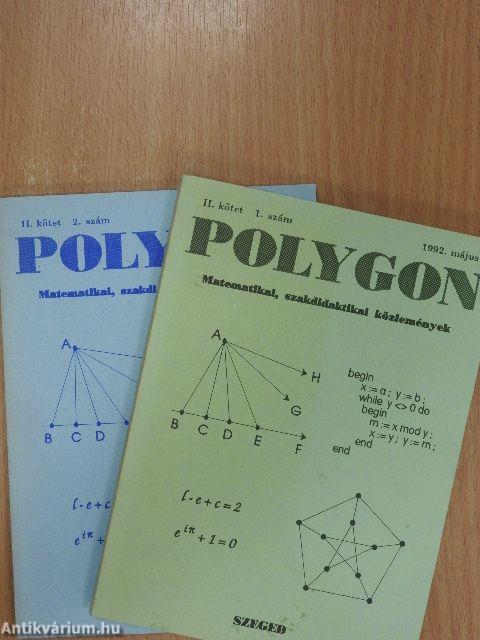 II. kötet 2. szám
POLY
Matematikai, szakdi
A
B C D
l-e+c
e^iπ +
II. kötet 1. szám
1992. május
POLYGON
Matematikai, szakdidaktikai közlemények
A
H
G
B C D E F
begin
x := a ; y := b ;
while y <> 0 do
begin
m := x mod y ;
x := y ; y := m ;
end
end
l-e+c=2
e^iπ +1=0
SZEGED
Antikvárium.hu